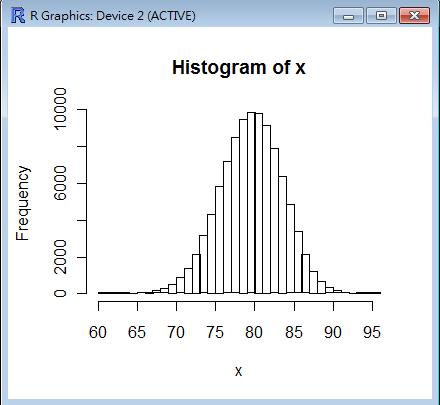 R Graphics: Device 2 (ACTIVE)
Histogram of x
Frequency
10000
6000
2000
0
60 65 70 75 80 85 90 95
x